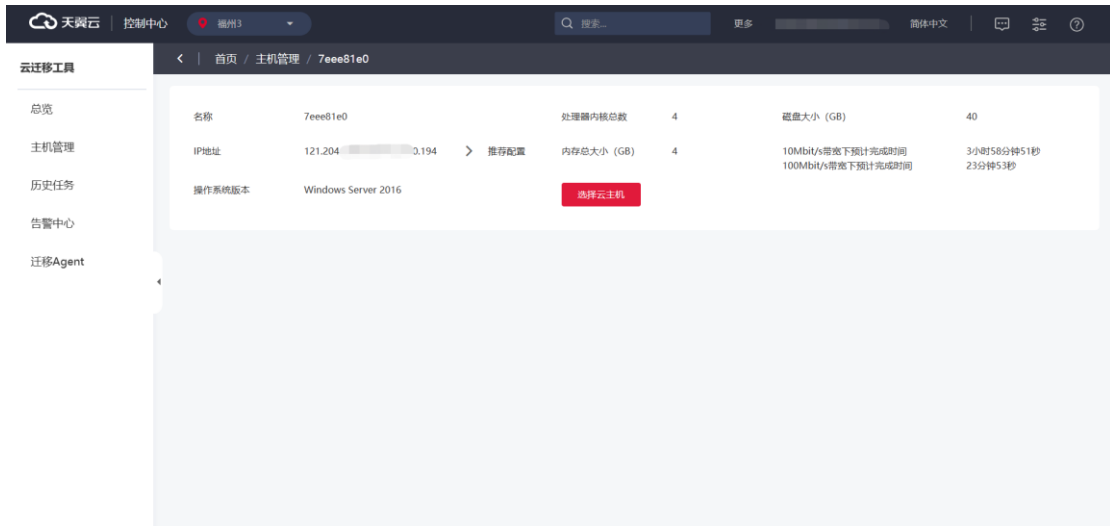 天翼云 控制中心 福州3 搜索... 更多 简体中文
云迁移工具
首页 / 主机管理 / 7eee81e0
总览
主机管理
历史任务
告警中心
迁移Agent
名称 7eee81e0 处理器内核总数 4 磁盘大小（GB） 40
IP地址 121.204 0.194 推荐配置 内存总大小（GB） 4 10Mbit/s带宽下预计完成时间 3小时58分钟51秒
100Mbit/s带宽下预计完成时间 23分钟53秒
操作系统版本 Windows Server 2016 选择云主机